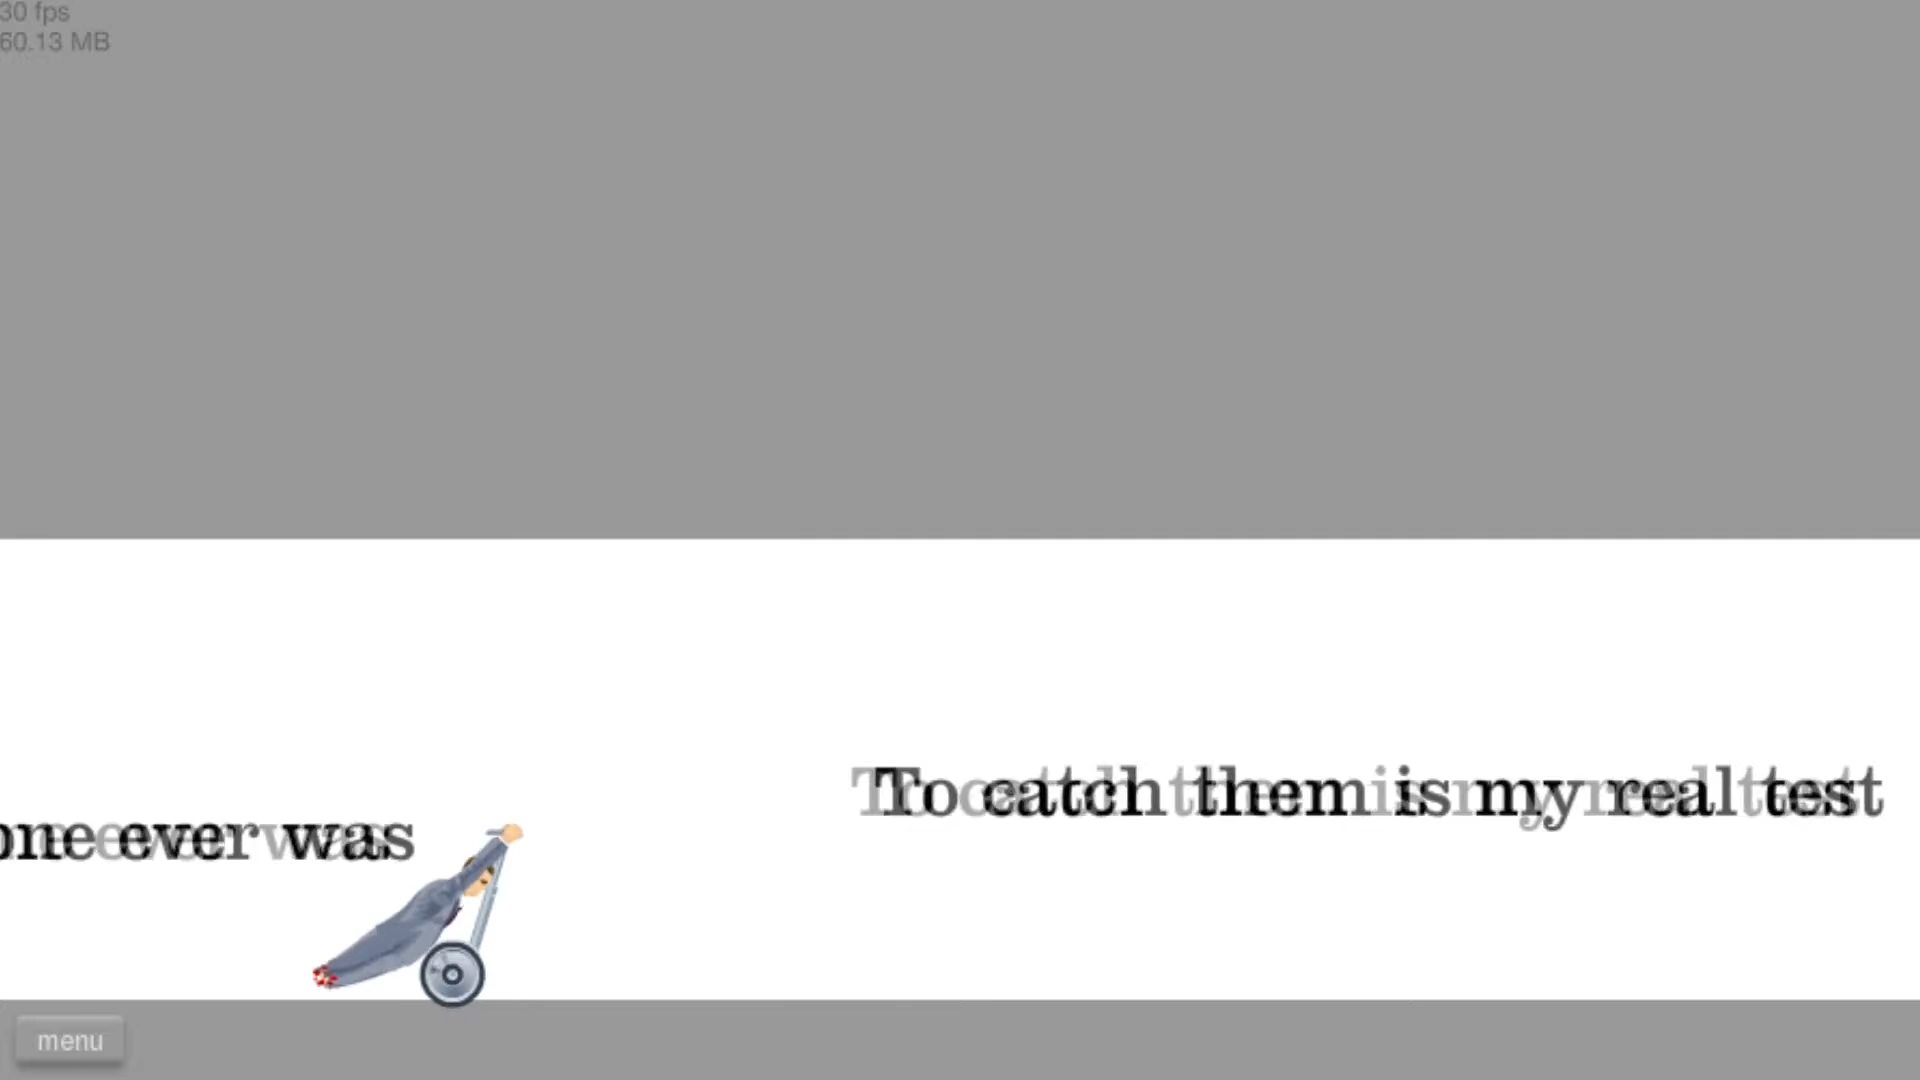 30 fps
60.13 MB
one ever was
To catch them is my real test
menu